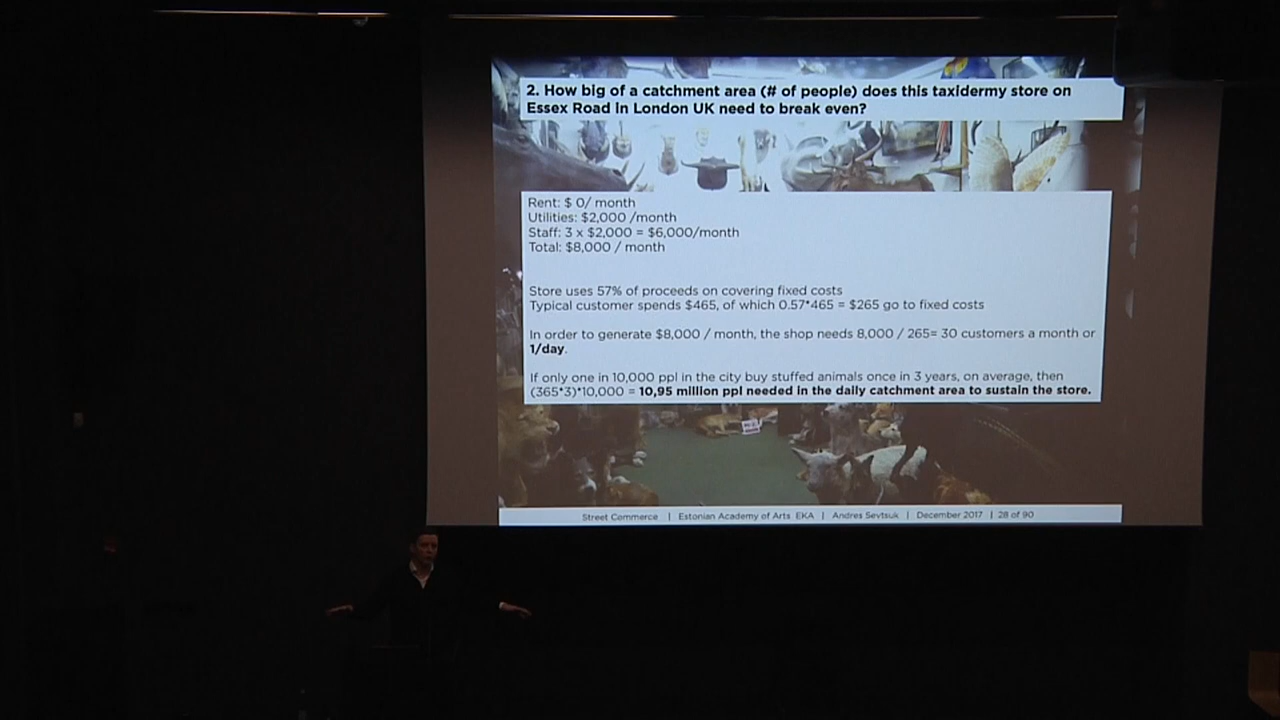 2. How big of a catchment area (# of people) does this taxidermy store on
Essex Road in London UK need to break even?
Rent: $ 0/ month
Utilities: $2,000 /month
Staff: 3 x $2,000 = $6,000/month
Total: $8,000 / month
Store uses 57% of proceeds on covering fixed costs
Typical customer spends $465, of which 0.57*465 = $265 go to fixed costs
In order to generate $8,000 / month, the shop needs 8,000 / 265= 30 customers a month or
1/day.
If only one in 10,000 ppl in the city buy stuffed animals once in 3 years, on average, then
(365*3)*10,000 = 10,95 million ppl needed in the daily catchment area to sustain the store.
Street Commerce | Estonian Academy of Arts EKA | Andres Sevtsuk | December 2017 | 28 of 90